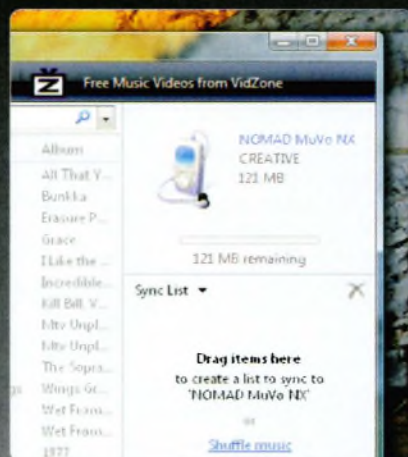 Free Music Videos from VidZone
Album
All That Y...
Bunkka
Erasure P...
Grace
I Like the ...
Incredible...
Kill Bill, V...
Mtv Unpl...
Mtv Unpl...
The Sopra...
Wings Gr...
Wet From...
Wet From...
1977
NOMAD MuVo NX
CREATIVE
121 MB
121 MB remaining
Sync List
Drag items here
to create a list to sync to
'NOMAD MuVo NX'
or
Shuffle music